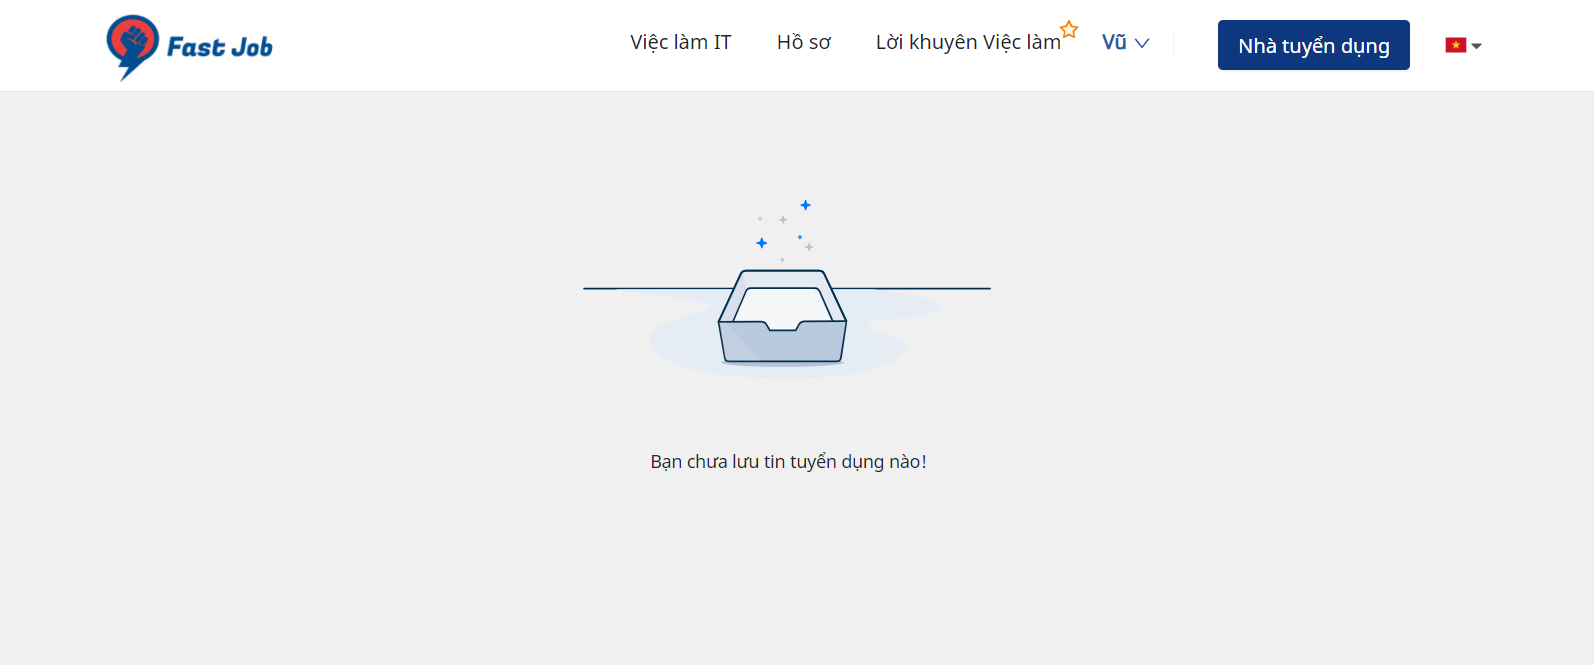 Fast Job
Việc làm IT
Hồ sơ
Lời khuyên Việc làm
Vũ
Nhà tuyển dụng
Bạn chưa lưu tin tuyển dụng nào!